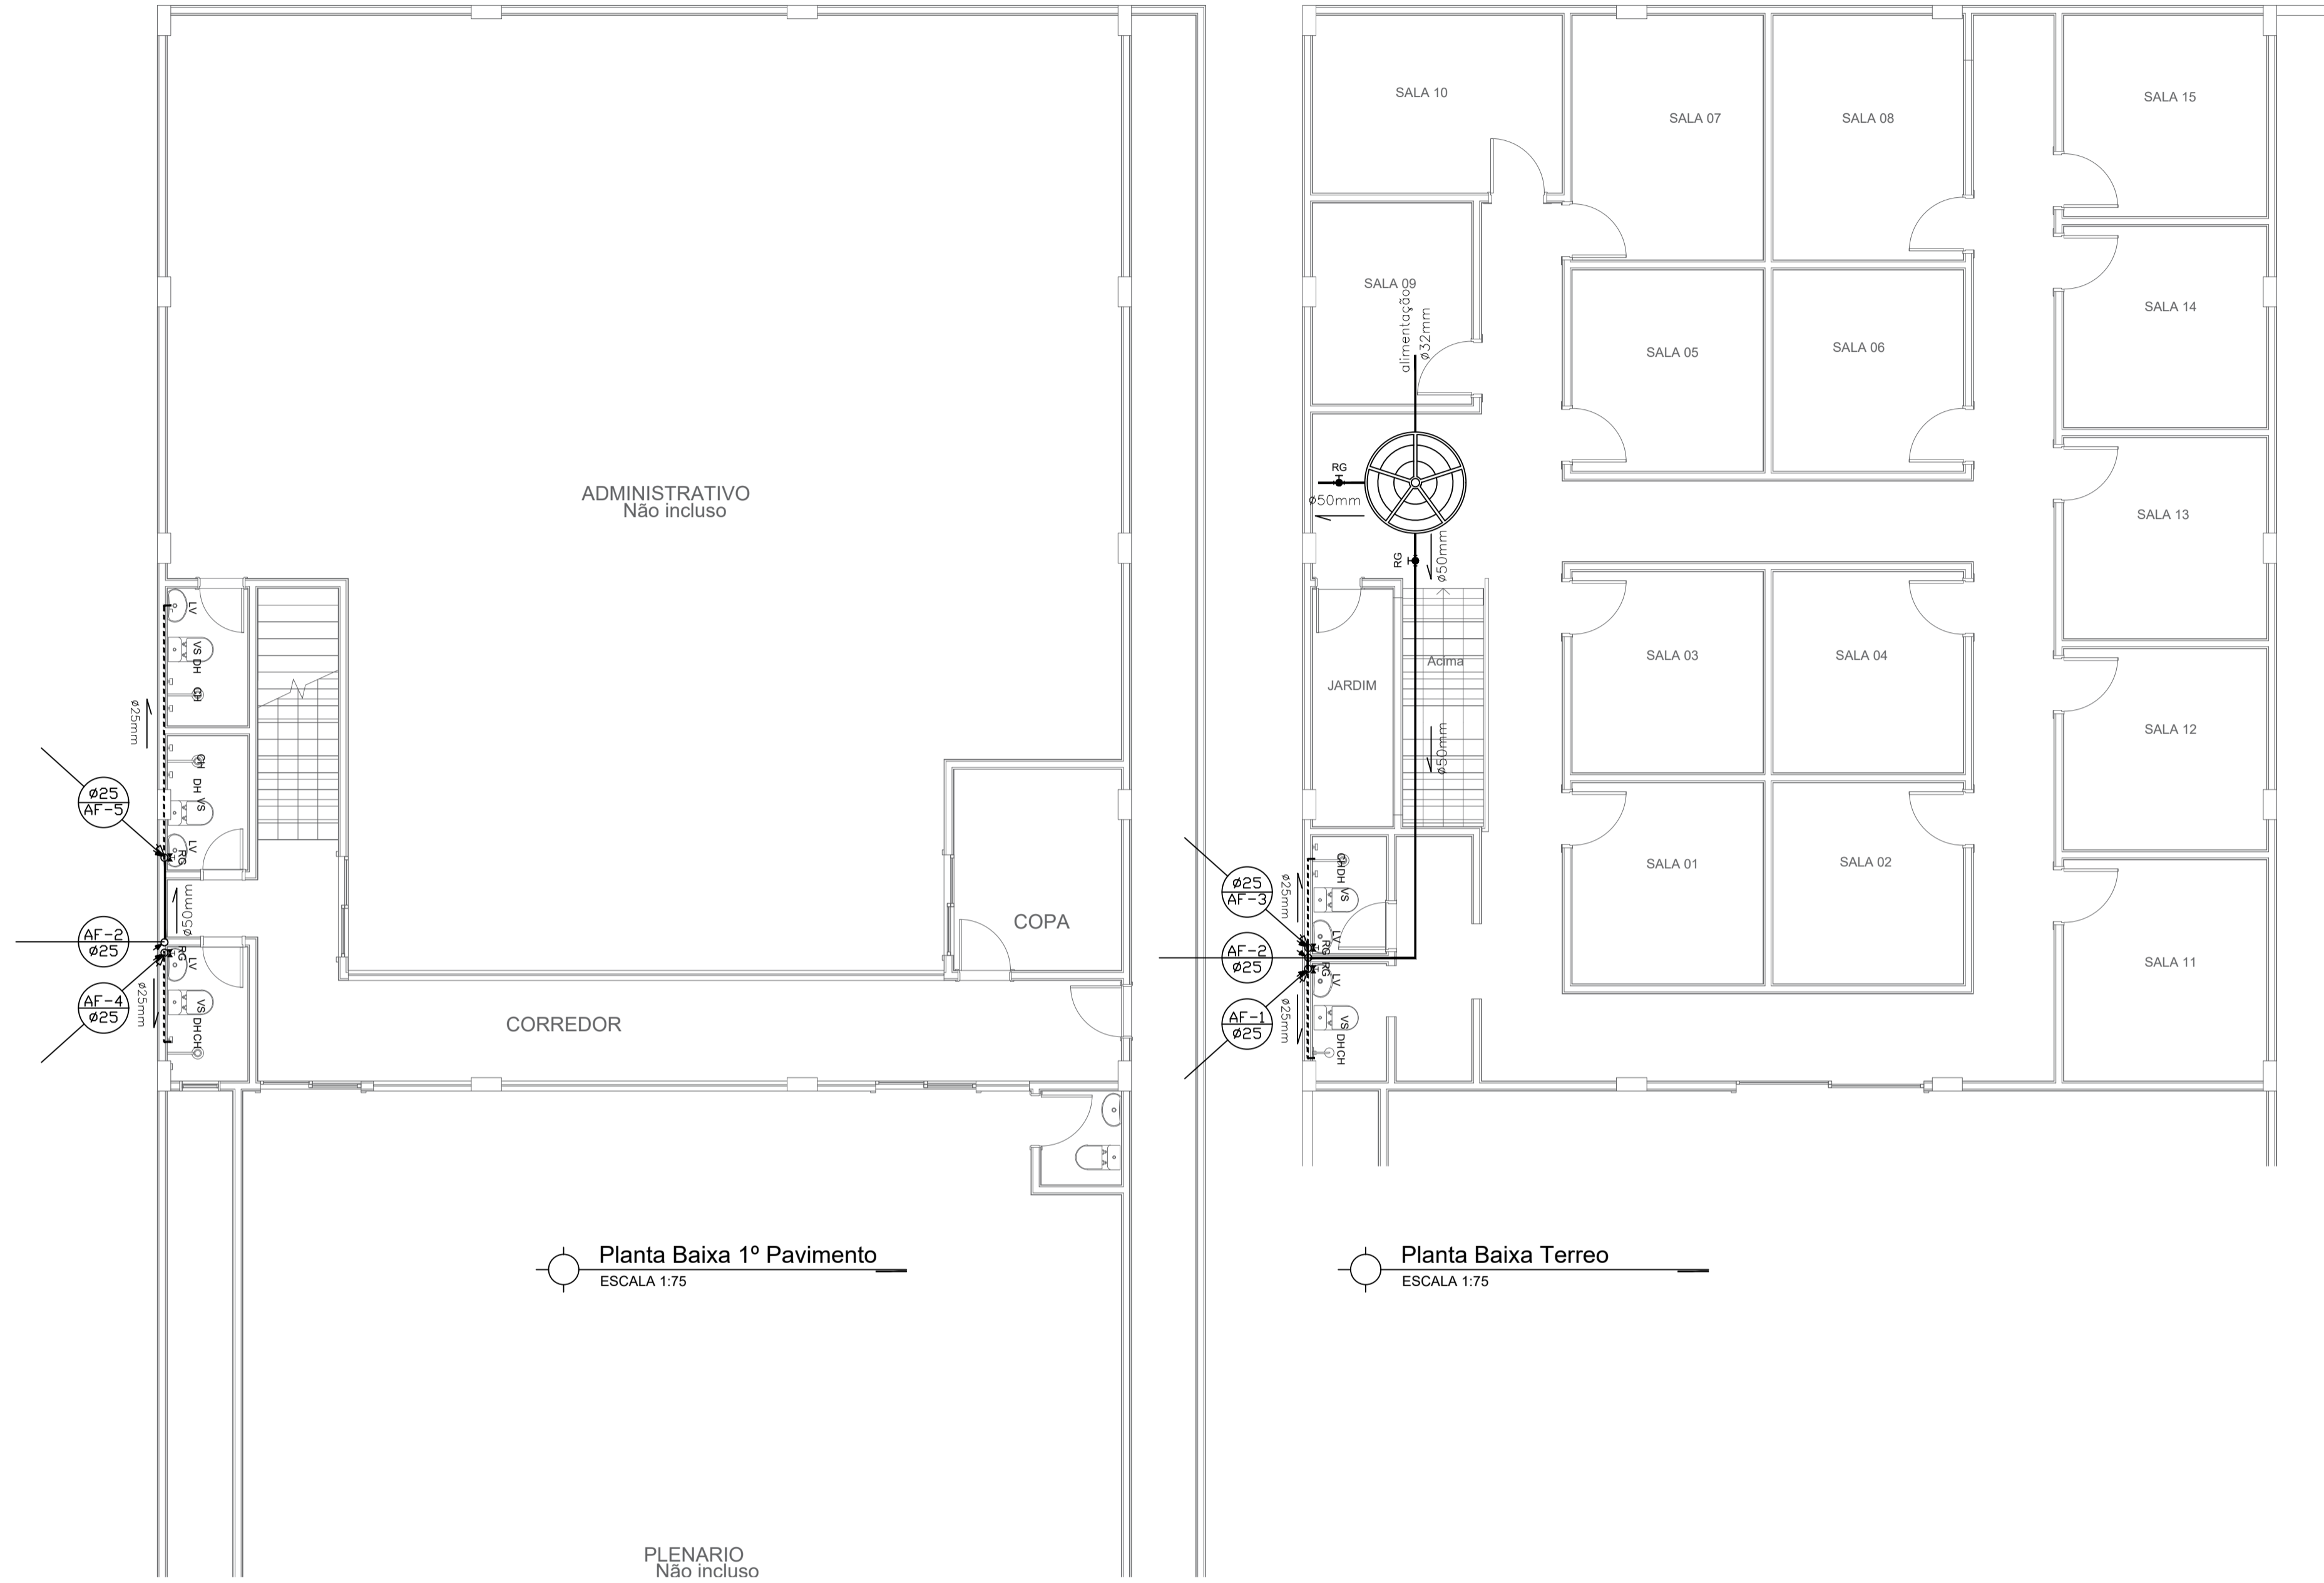 ADMINISTRATIVO
Não incluso
LV
VS DH
CH
ø25mm
CH
DH VS
LV
RG
ø25
AF-5
ø50mm
AF-2
ø25
RG
LV
VS DHCH
ø25mm
AF-4
ø25
COPA
CORREDOR
Planta Baixa 1º Pavimento
ESCALA 1:75
PLENARIO
Não incluso
SALA 10
SALA 07
SALA 08
SALA 15
SALA 09
alimentação
ø32mm
SALA 05
SALA 06
SALA 14
RG
ø50mm
RG
ø50mm
SALA 13
Acima
JARDIM
SALA 03
SALA 04
SALA 12
ø50mm
SALA 01
SALA 02
SALA 11
ø25
AF-3
ø25mm
CHDH VS
LV
RG
AF-2
ø25
RG
LV
AF-1
ø25
ø25mm
VS DHCH
Planta Baixa Terreo
ESCALA 1:75